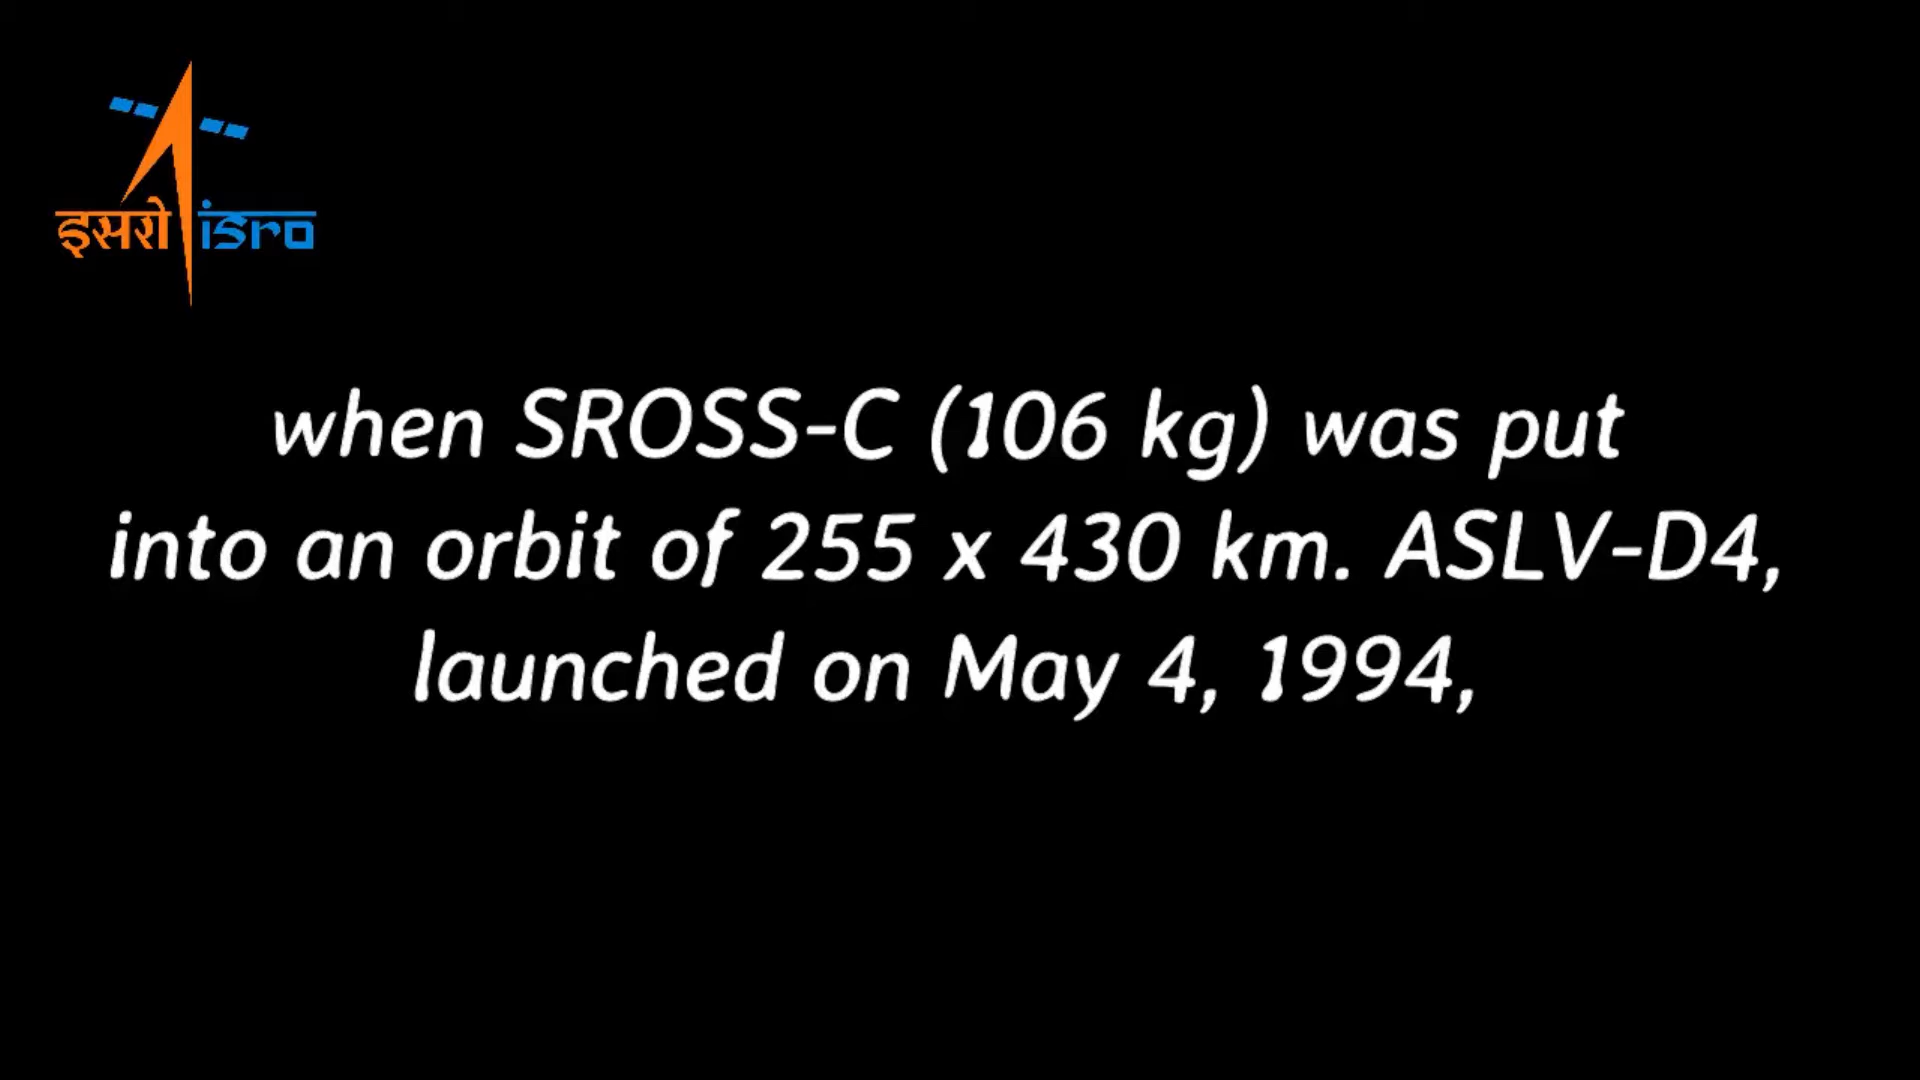 इसरो isro
when SROSS-C (106 kg) was put
into an orbit of 255 x 430 km. ASLV-D4,
launched on May 4, 1994,